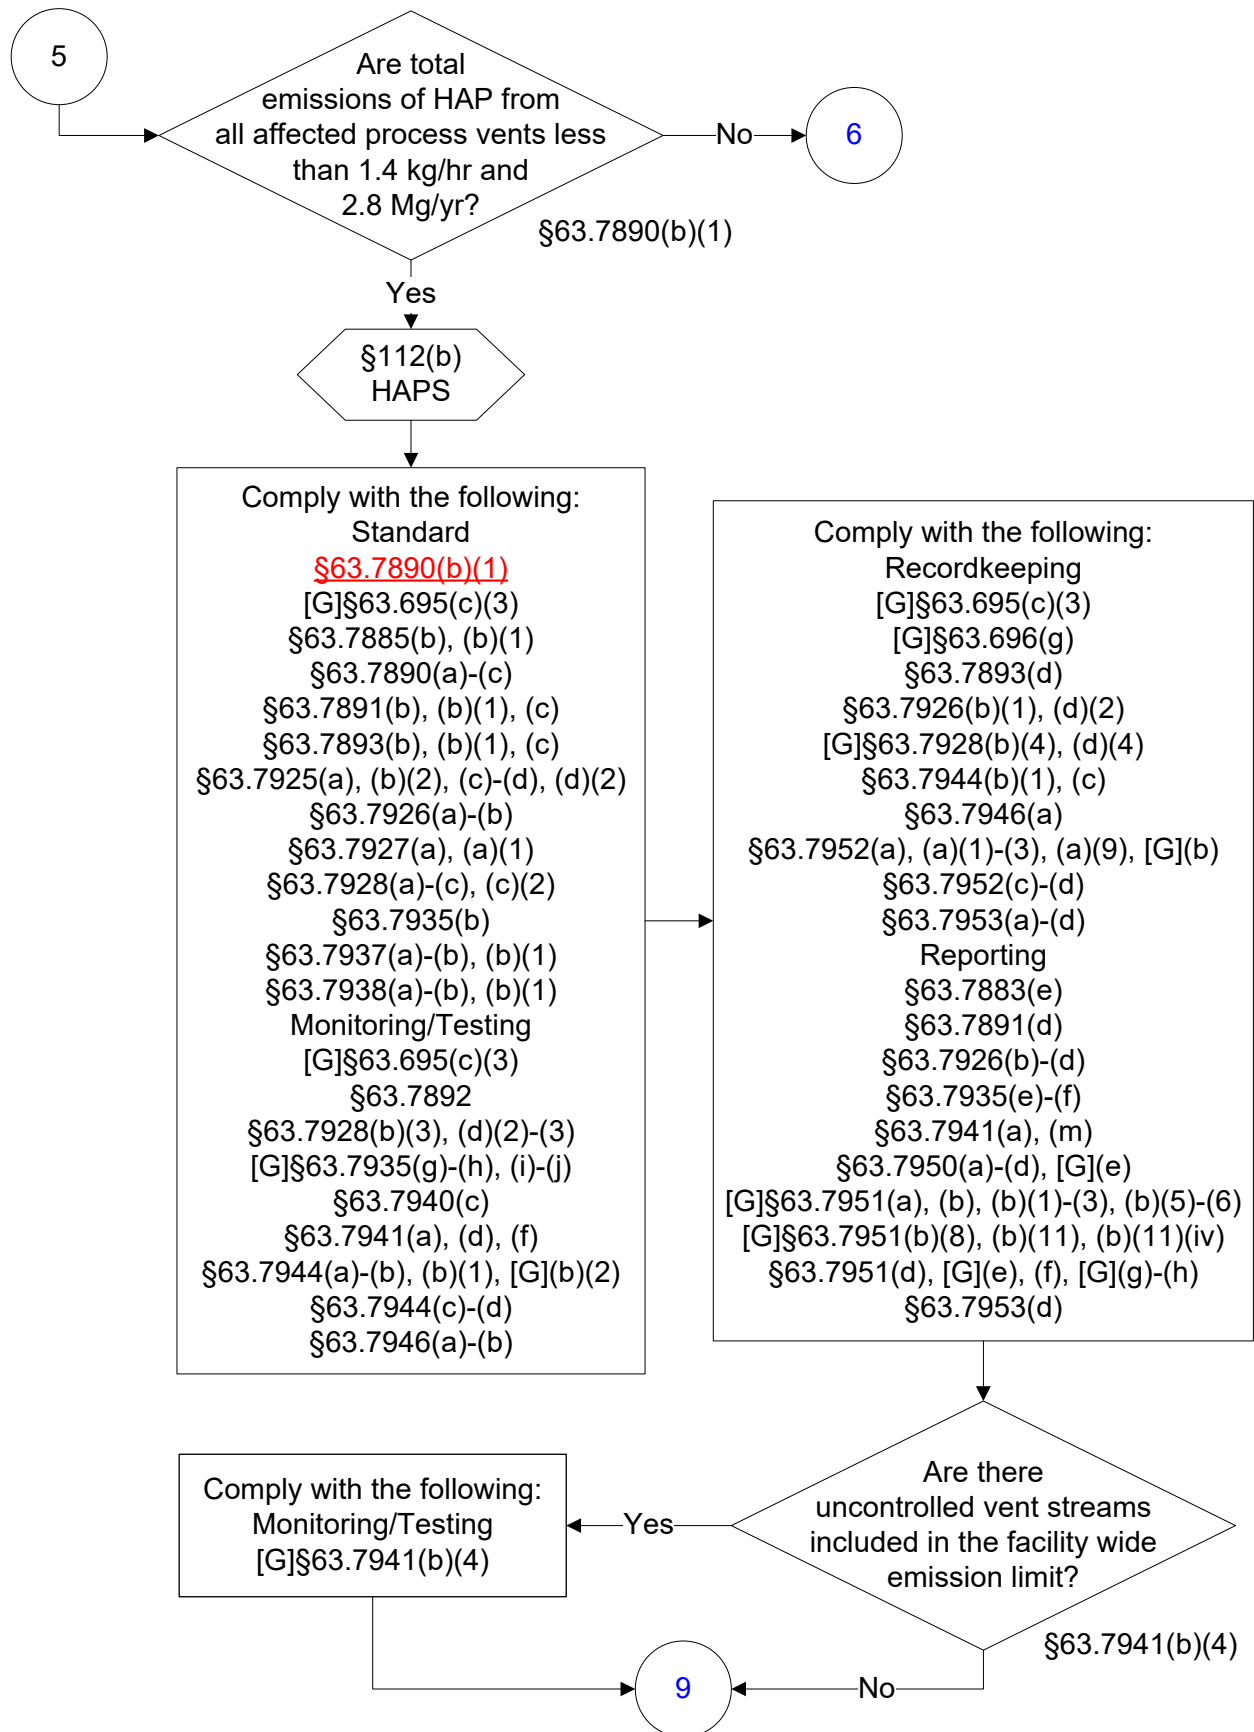 5
Are total
emissions of HAP from
all affected process vents less
than 1.4 kg/hr and
2.8 Mg/yr?
No
6
§63.7890(b)(1)
Yes
§112(b)
HAPS
Comply with the following:
Standard
§63.7890(b)(1)
[G]§63.695(c)(3)
§63.7885(b), (b)(1)
§63.7890(a)-(c)
§63.7891(b), (b)(1), (c)
§63.7893(b), (b)(1), (c)
§63.7925(a), (b)(2), (c)-(d), (d)(2)
§63.7926(a)-(b)
§63.7927(a), (a)(1)
§63.7928(a)-(c), (c)(2)
§63.7935(b)
§63.7937(a)-(b), (b)(1)
§63.7938(a)-(b), (b)(1)
Monitoring/Testing
[G]§63.695(c)(3)
§63.7892
§63.7928(b)(3), (d)(2)-(3)
[G]§63.7935(g)-(h), (i)-(j)
§63.7940(c)
§63.7941(a), (d), (f)
§63.7944(a)-(b), (b)(1), [G](b)(2)
§63.7944(c)-(d)
§63.7946(a)-(b)
Comply with the following:
Recordkeeping
[G]§63.695(c)(3)
[G]§63.696(g)
§63.7893(d)
§63.7926(b)(1), (d)(2)
[G]§63.7928(b)(4), (d)(4)
§63.7944(b)(1), (c)
§63.7946(a)
§63.7952(a), (a)(1)-(3), (a)(9), [G](b)
§63.7952(c)-(d)
§63.7953(a)-(d)
Reporting
§63.7883(e)
§63.7891(d)
§63.7926(b)-(d)
§63.7935(e)-(f)
§63.7941(a), (m)
§63.7950(a)-(d), [G](e)
[G]§63.7951(a), (b), (b)(1)-(3), (b)(5)-(6)
[G]§63.7951(b)(8), (b)(11), (b)(11)(iv)
§63.7951(d), [G](e), (f), [G](g)-(h)
§63.7953(d)
Are there
uncontrolled vent streams
included in the facility wide
emission limit?
§63.7941(b)(4)
Yes
Comply with the following:
Monitoring/Testing
[G]§63.7941(b)(4)
No
9